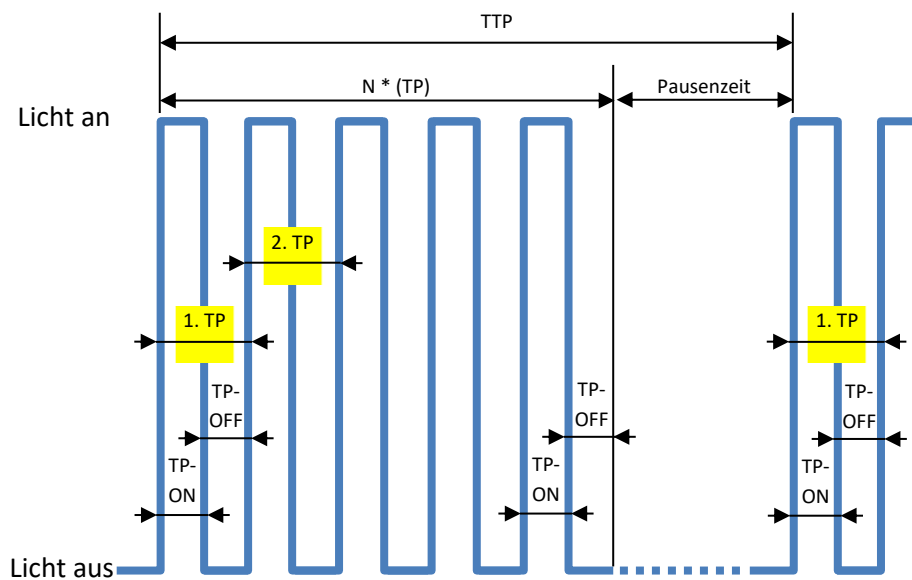 TTP
N * (TP)
Pausenzeit
Licht an
2. TP
1. TP
1. TP
TP-
OFF
TP-
OFF
TP-
OFF
TP-
ON
TP-
ON
TP-
ON
Licht aus